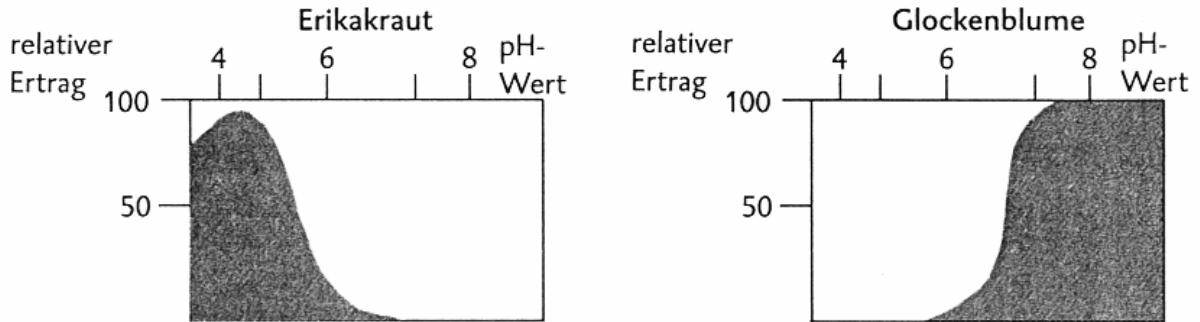 Erikakraut
relativer
Ertrag
4 6 8 pH-
Wert
100
50
Glockenblume
relativer
Ertrag
4 6 8 pH-
Wert
100
50